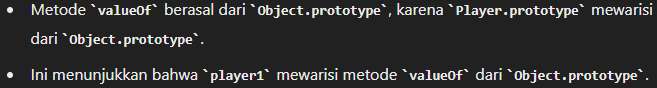 • Metode `valueOf` berasal dari `Object.prototype`, karena `Player.prototype` mewarisi
dari `Object.prototype`.
• Ini menunjukkan bahwa `player1` mewarisi metode `valueOf` dari `Object.prototype`.